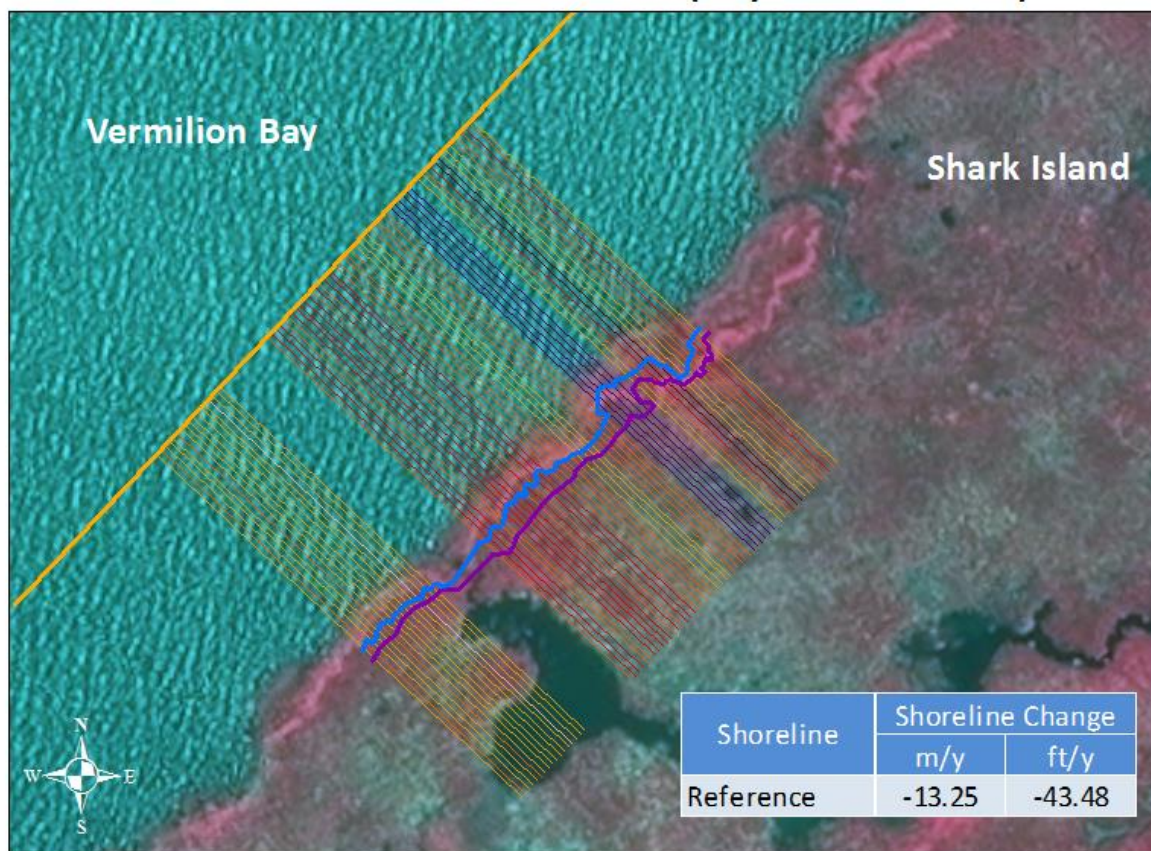 Vermilion Bay
Shark Island
N
W E
S
Shoreline Shoreline Change
m/y ft/y
Reference -13.25 -43.48